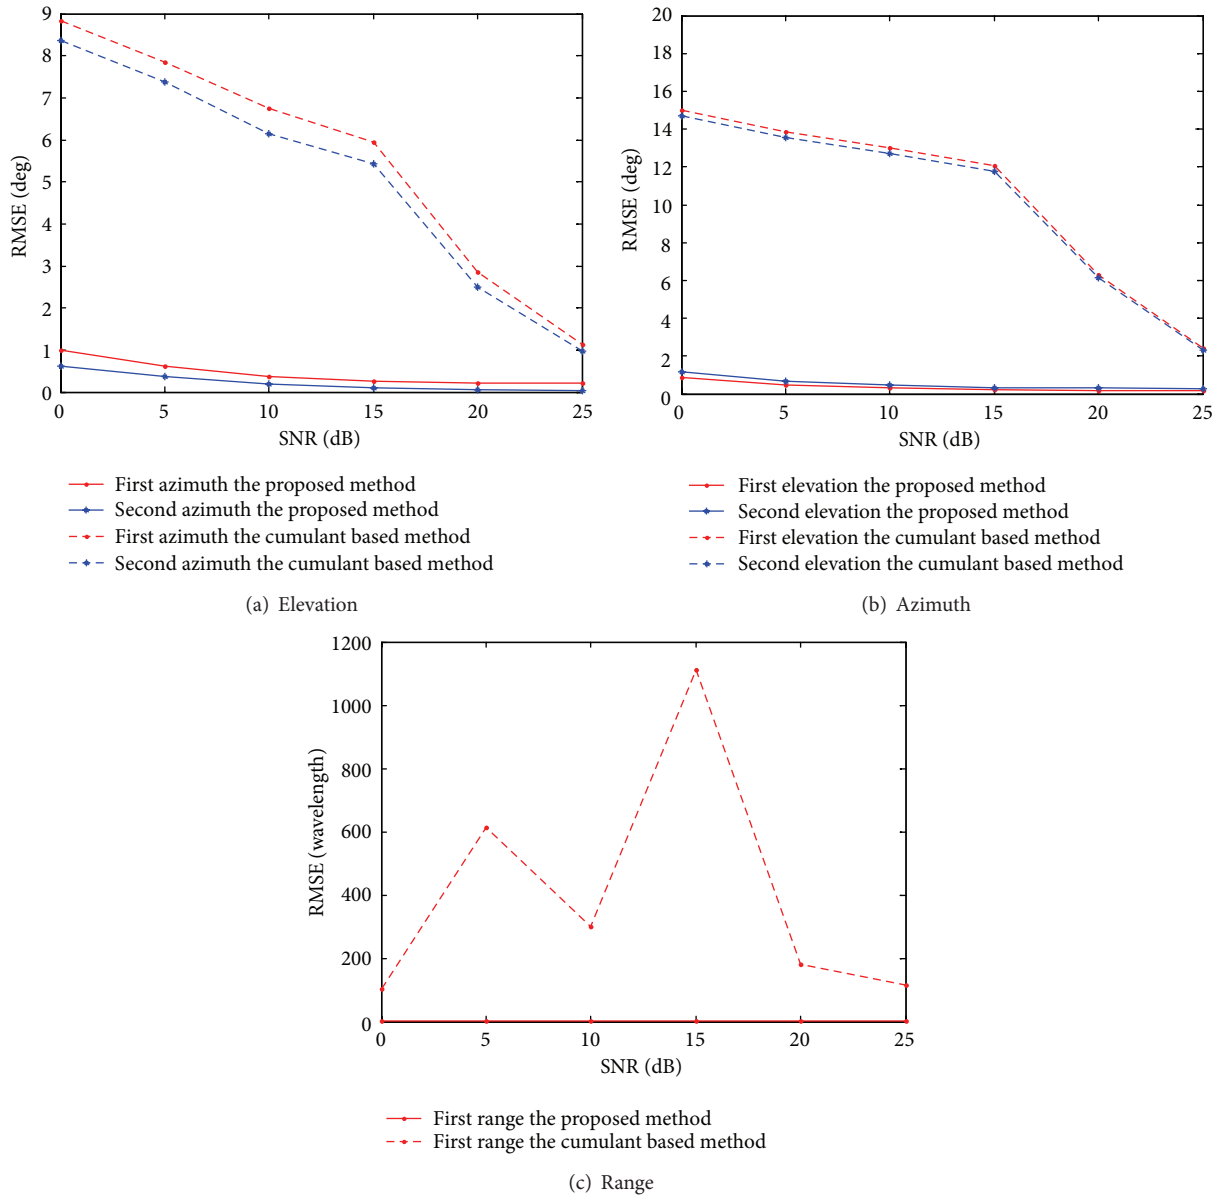 9
8
7
6
5
4
3
2
1
0
RMSE (deg)
0 5 10 15 20 25
SNR (dB)
First azimuth the proposed method
Second azimuth the proposed method
First azimuth the cumulant based method
Second azimuth the cumulant based method
(a) Elevation
20
18
16
14
12
10
8
6
4
2
0
RMSE (deg)
0 5 10 15 20 25
SNR (dB)
First elevation the proposed method
Second elevation the proposed method
First elevation the cumulant based method
Second elevation the cumulant based method
(b) Azimuth
1200
1000
800
600
400
200
0
RMSE (wavelength)
0 5 10 15 20 25
SNR (dB)
First range the proposed method
First range the cumulant based method
(c) Range